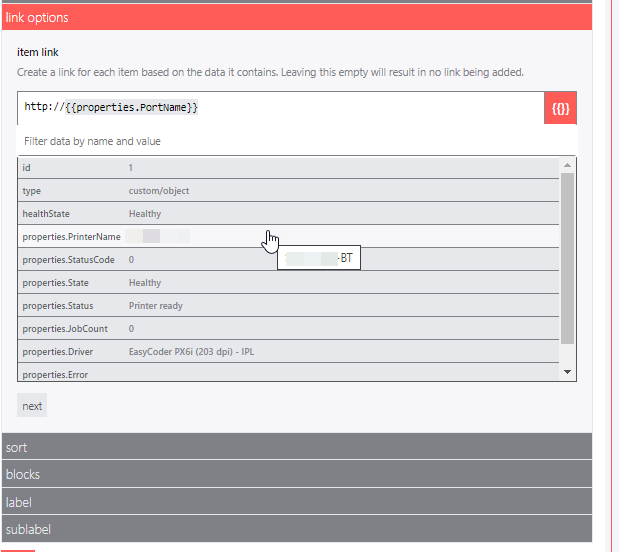 link options
item link
Create a link for each item based on the data it contains. Leaving this empty will result in no link being added.
http://{{properties.PortName}}
{{}}
Filter data by name and value
id 1
type custom/object
healthState Healthy
properties.PrinterName
-BT
properties.StatusCode 0
properties.State Healthy
properties.Status Printer ready
properties.JobCount 0
properties.Driver EasyCoder PX6i (203 dpi) - IPL
properties.Error
next
sort
blocks
label
sublabel